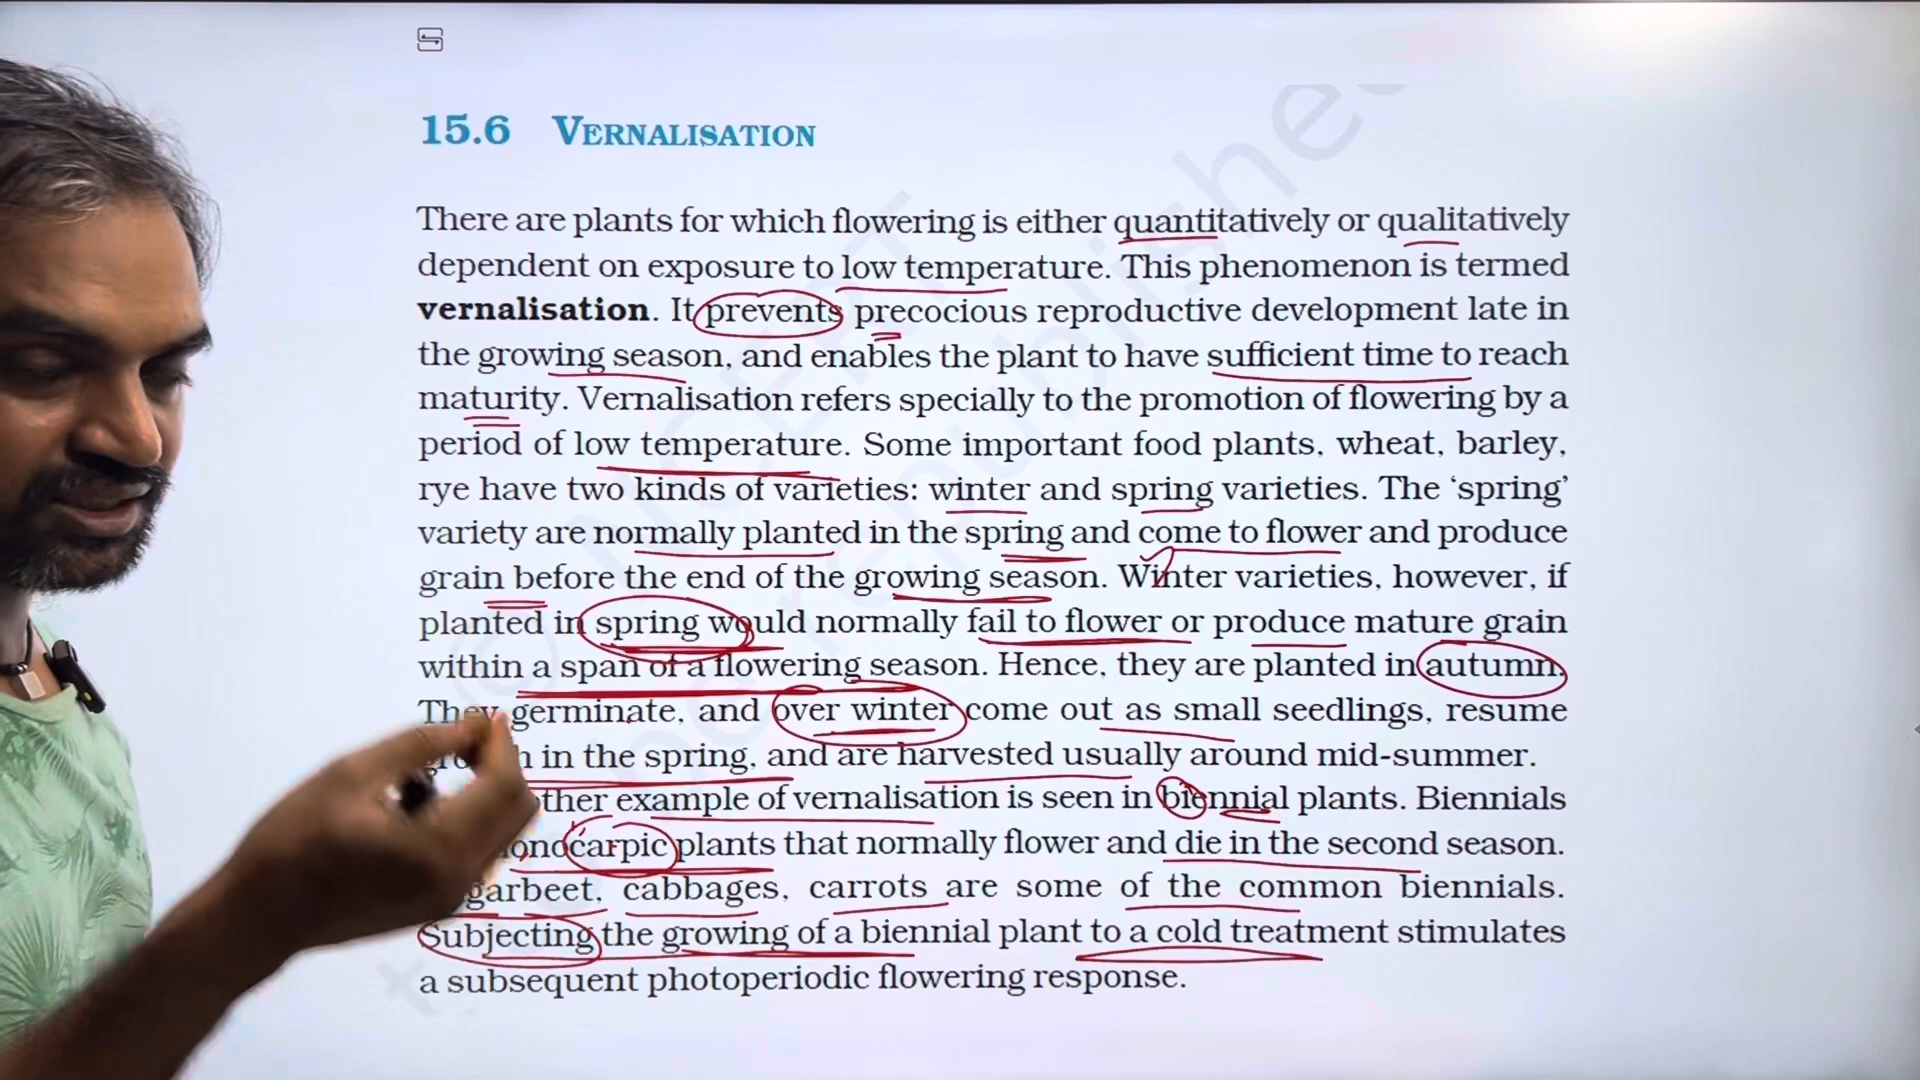 15.6 VERNALISATION
There are plants for which flowering is either quantitatively or qualitatively
dependent on exposure to low temperature. This phenomenon is termed
vernalisation. It prevents precocious reproductive development late in
the growing season, and enables the plant to have sufficient time to reach
maturity. Vernalisation refers specially to the promotion of flowering by a
period of low temperature. Some important food plants, wheat, barley,
rye have two kinds of varieties: winter and spring varieties. The ‘spring’
variety are normally planted in the spring and come to flower and produce
grain before the end of the growing season. Winter varieties, however, if
planted in spring would normally fail to flower or produce mature grain
within a span of a flowering season. Hence, they are planted in autumn.
They germinate, and over winter come out as small seedlings, resume
in the spring, and are harvested usually around mid-summer.
example of vernalisation is seen in biennial plants. Biennials
plants that normally flower and die in the second season.
cabbages, carrots are some of the common biennials.
Subjecting the growing of a biennial plant to a cold treatment stimulates
a subsequent photoperiodic flowering response.